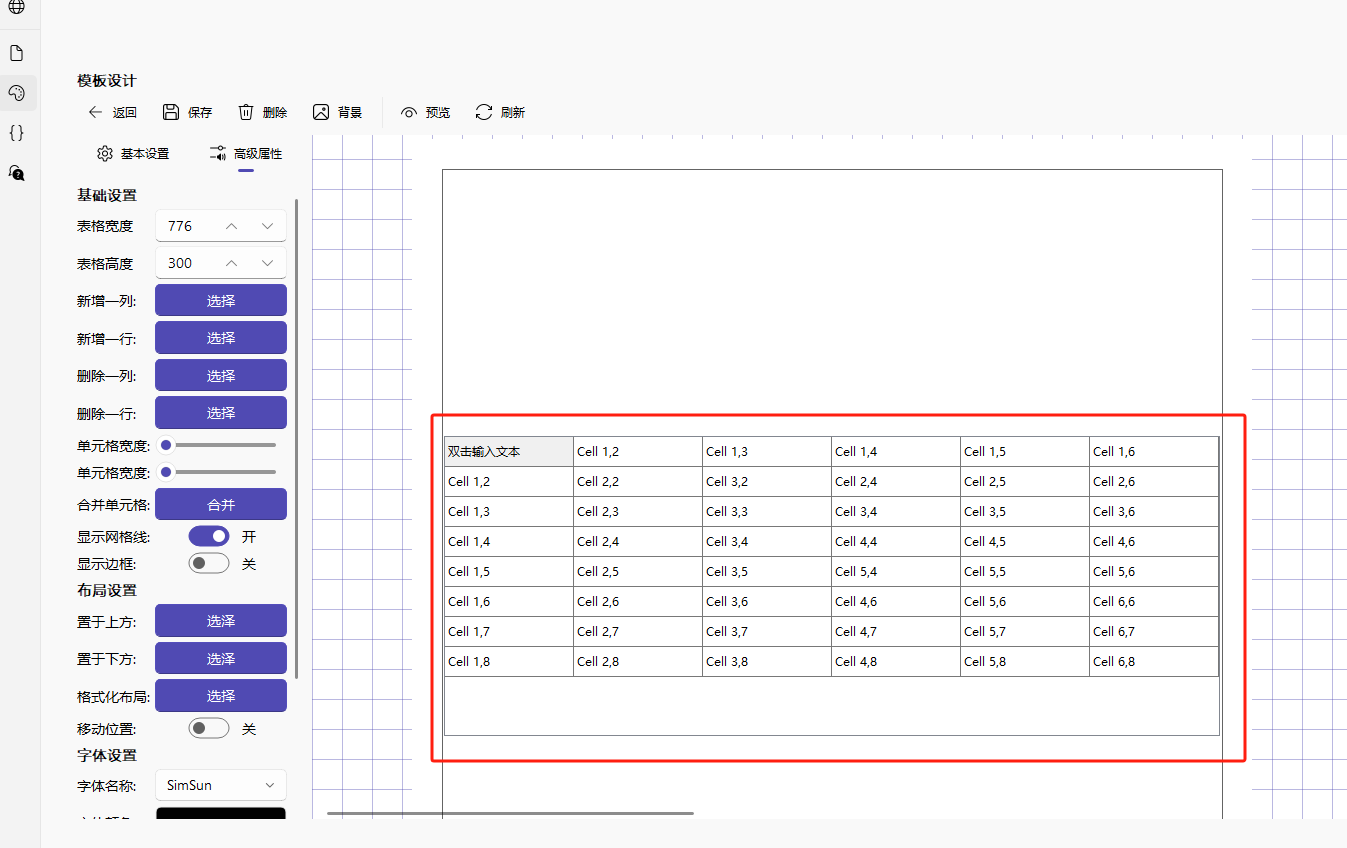 模板设计
返回 保存 删除 背景 预览 刷新
基本设置 高级属性
基础设置
表格宽度 776
表格高度 300
新增一列: 选择
新增一行: 选择
删除一列: 选择
删除一行: 选择
单元格宽度:
单元格宽度:
合并单元格: 合并
显示网格线: 开
显示边框: 关
布局设置
置于上方: 选择
置于下方: 选择
格式化布局: 选择
移动位置: 关
字体设置
字体名称: SimSun
双击输入文本 Cell 1,2 Cell 1,3 Cell 1,4 Cell 1,5 Cell 1,6
Cell 1,2 Cell 2,2 Cell 3,2 Cell 2,4 Cell 2,5 Cell 2,6
Cell 1,3 Cell 2,3 Cell 3,3 Cell 3,4 Cell 3,5 Cell 3,6
Cell 1,4 Cell 2,4 Cell 3,4 Cell 4,4 Cell 4,5 Cell 4,6
Cell 1,5 Cell 2,5 Cell 3,5 Cell 5,4 Cell 5,5 Cell 5,6
Cell 1,6 Cell 2,6 Cell 3,6 Cell 4,6 Cell 5,6 Cell 6,6
Cell 1,7 Cell 2,7 Cell 3,7 Cell 4,7 Cell 5,7 Cell 6,7
Cell 1,8 Cell 2,8 Cell 3,8 Cell 4,8 Cell 5,8 Cell 6,8